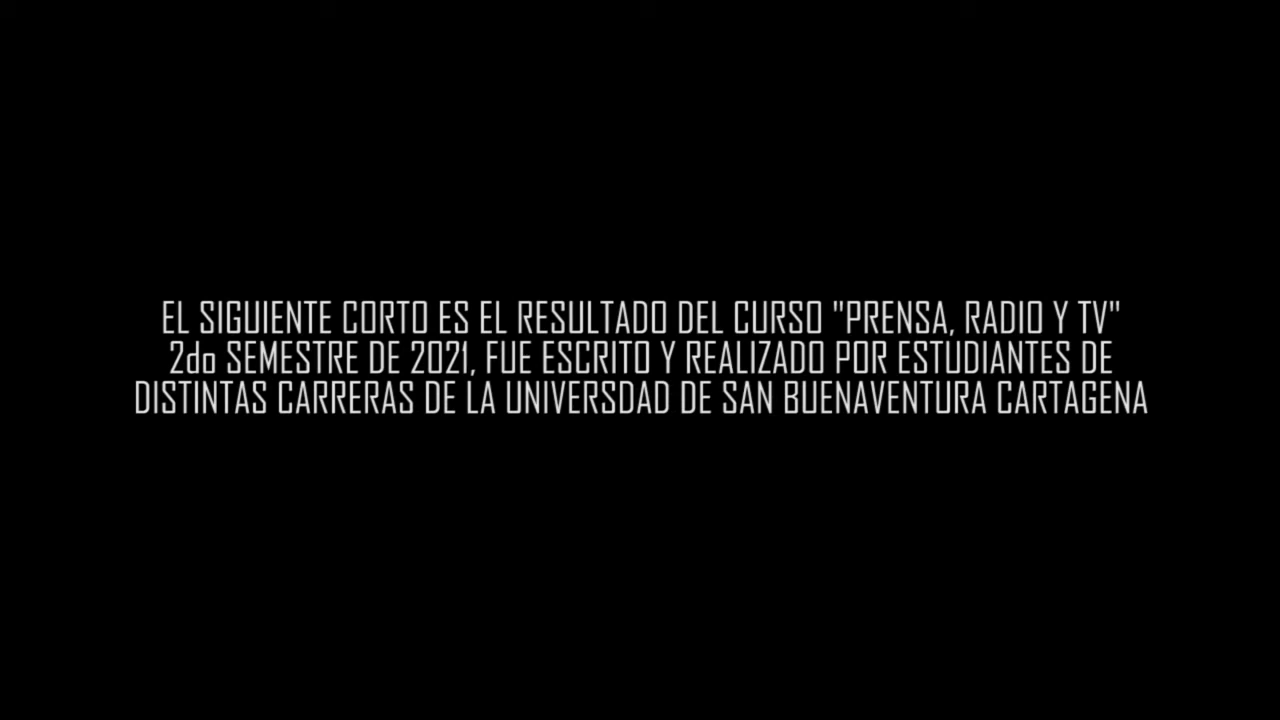 EL SIGUIENTE CORTO ES EL RESULTADO DEL CURSO "PRENSA, RADIO Y TV"
2do SEMESTRE DE 2021, FUE ESCRITO Y REALIZADO POR ESTUDIANTES DE
DISTINTAS CARRERAS DE LA UNIVERSDAD DE SAN BUENAVENTURA CARTAGENA